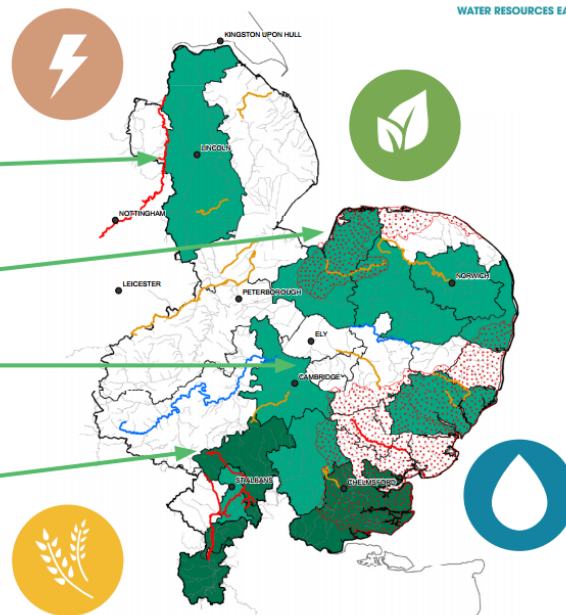 WATER RESOURCES EA
KINGSTON UPON HULL
LINCOLN
NOTTINGHAM
NORWICH
LEICESTER
PETERBOROUGH
ELY
CAMBRIDGE
ST ALBANS
CHELMSFORD